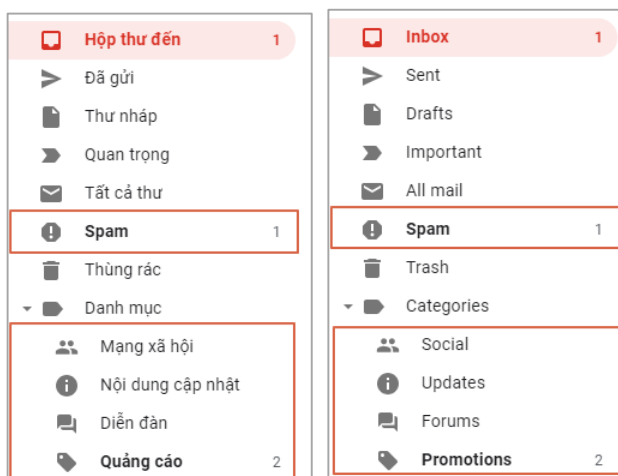 Hộp thư đến 1
Đã gửi
Thư nháp
Quan trọng
Tất cả thư
Spam 1
Thùng rác
Danh mục
Mạng xã hội
Nội dung cập nhật
Diễn đàn
Quảng cáo 2
Inbox 1
Sent
Drafts
Important
All mail
Spam 1
Trash
Categories
Social
Updates
Forums
Promotions 2